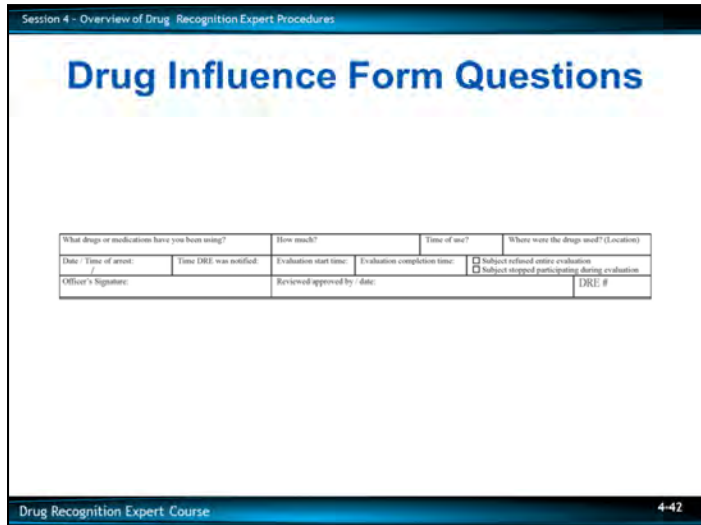 Session 4 - Overview of Drug Recognition Expert Procedures
Drug Influence Form Questions
What drugs or medications have you been using? How much? Time of use? Where were the drugs used? (Location)
Date / Time of arrest: Time DRE was notified: Evaluation start time: Evaluation completion time: Subject refused entire evaluation
/ Subject stopped participating during evaluation
Officer's Signature: Reviewed approved by / date: DRE #
Drug Recognition Expert Course 4-42